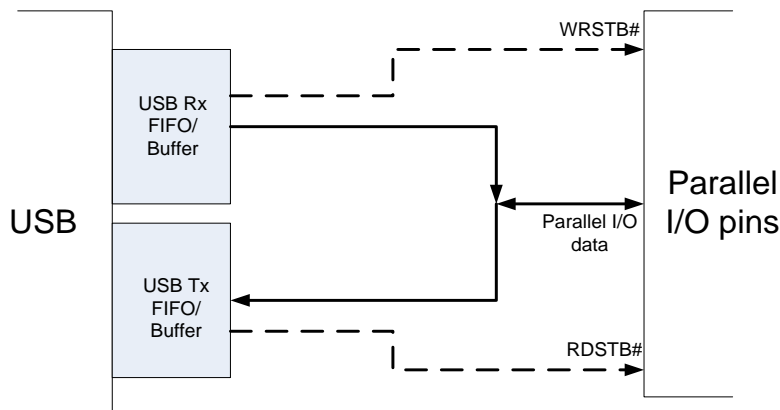 WRSTB#
USB Rx
FIFO/
Buffer
USB
Parallel
I/O pins
Parallel I/O
data
USB Tx
FIFO/
Buffer
RDSTB#